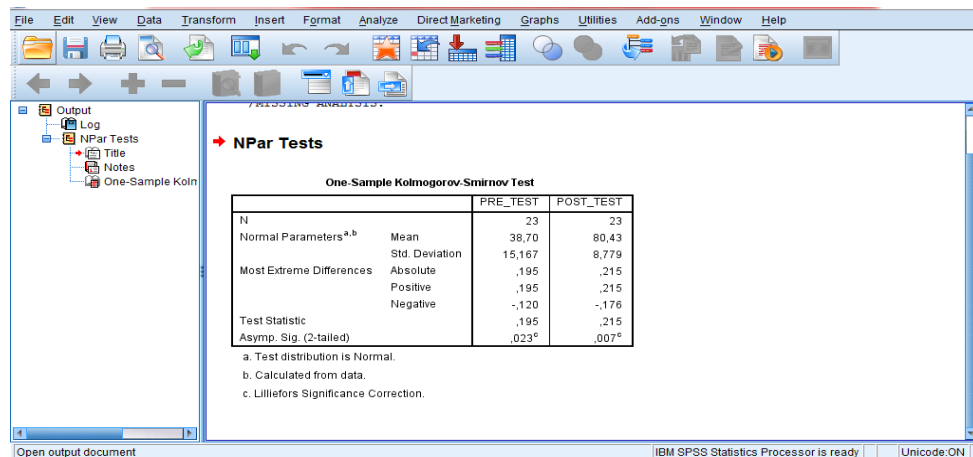 File Edit View Data Transform Insert Format Analyze Direct Marketing Graphs Utilities Add-ons Window Help
Output
Log
NPar Tests
Title
Notes
One-Sample Kolm
/MISSING ANALYSIS.
NPar Tests
One-Sample Kolmogorov-Smirnov Test
PRE_TEST POST_TEST
N 23 23
Normal Parameters a,b Mean 38,70 80,43
Std. Deviation 15,167 8,779
Most Extreme Differences Absolute ,195 ,215
Positive ,195 ,215
Negative -,120 -,176
Test Statistic ,195 ,215
Asymp. Sig. (2-tailed) ,023c ,007c
a. Test distribution is Normal.
b. Calculated from data.
c. Lilliefors Significance Correction.
Open output document IBM SPSS Statistics Processor is ready Unicode:ON